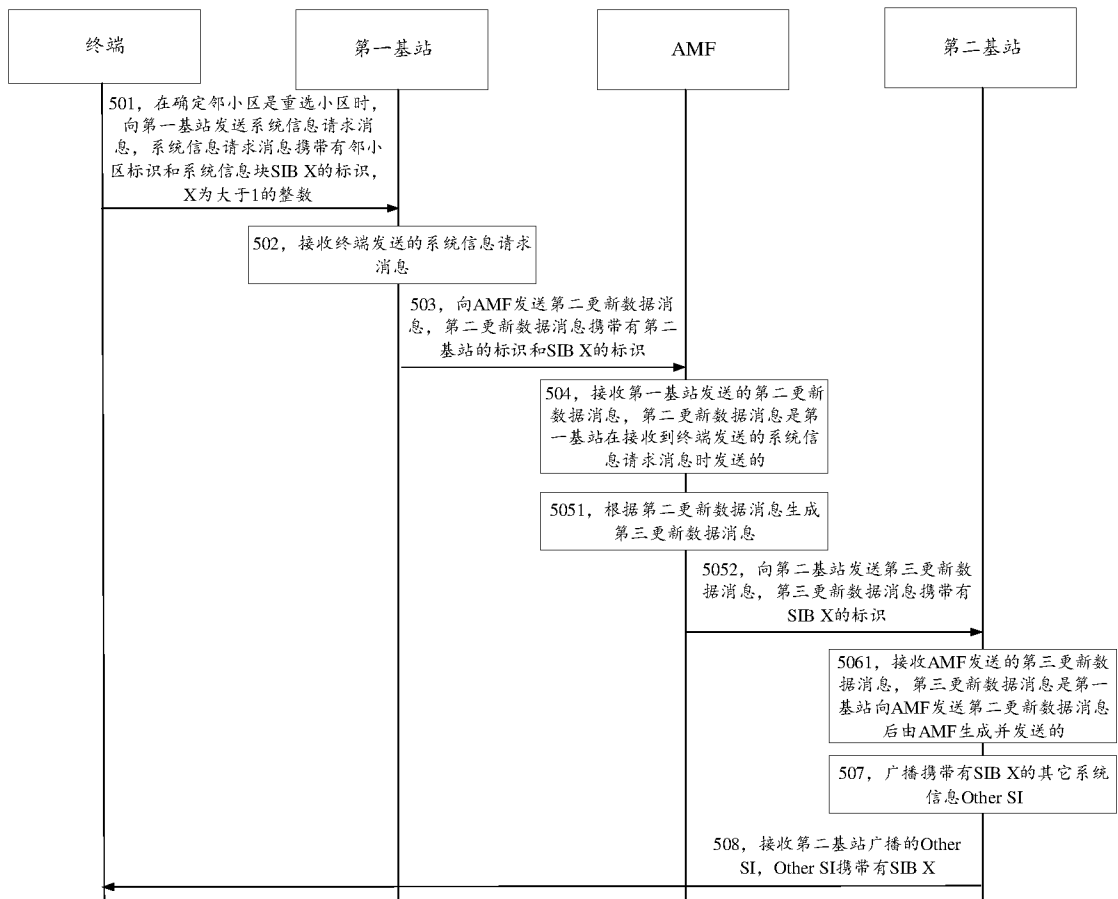 终端
第一基站
AMF
第二基站
501，在确定邻小区是重选小区时，
向第一基站发送系统信息请求消
息，系统信息请求消息携带有邻小
区标识和系统信息块SIB X的标识，
X为大于1的整数
502，接收终端发送的系统信息请求
消息
503，向AMF发送第二更新数据消
息，第二更新数据消息携带有第二
基站的标识和SIB X的标识
504，接收第一基站发送的第二更新
数据消息，第二更新数据消息是第
一基站在接收到终端发送的系统信
息请求消息时发送的
5051，根据第二更新数据消息生成
第三更新数据消息
5052，向第二基站发送第三更新数
据消息，第三更新数据消息携带有
SIB X的标识
5061，接收AMF发送的第三更新数
据消息，第三更新数据消息是第一
基站向AMF发送第二更新数据消息
后由AMF生成并发送的
507，广播携带有SIB X的其它系统
信息Other SI
508，接收第二基站广播的Other
SI，Other SI携带有SIB X